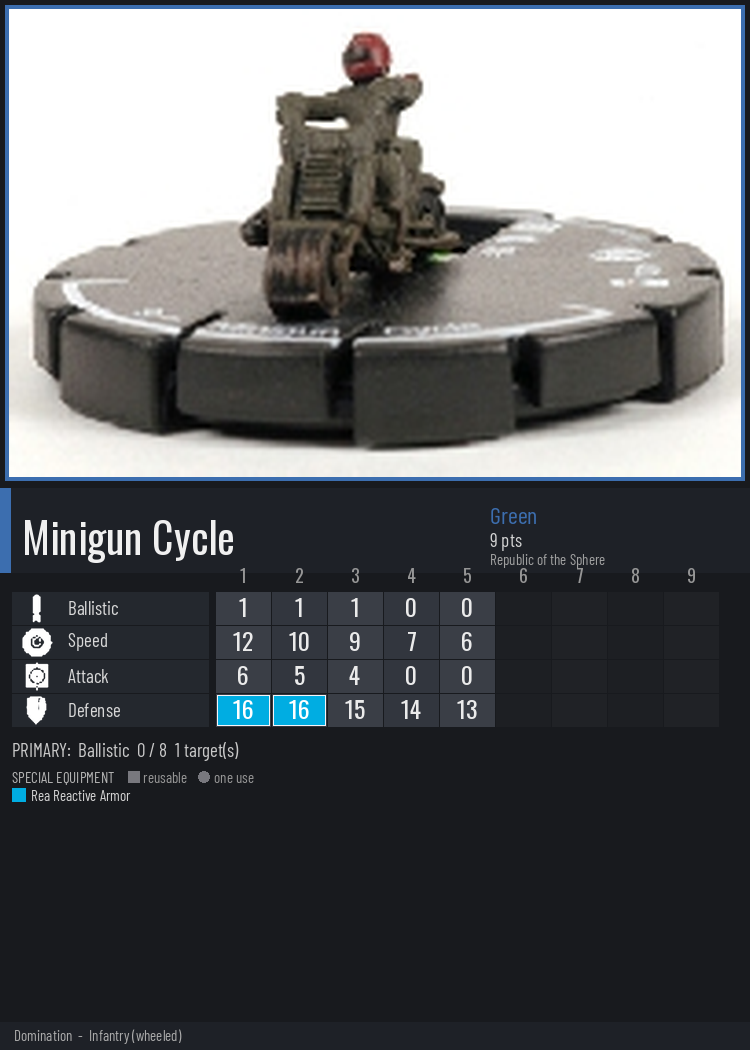 Cycle
Minigun Cycle
Green
9 pts
Republic of the Sphere
1 2 3 4 5 6 7 8 9
Ballistic 1 1 1 0 0
Speed 12 10 9 7 6
Attack 6 5 4 0 0
Defense 16 16 15 14 13
PRIMARY: Ballistic 0 / 8 1 target(s)
SPECIAL EQUIPMENT reusable one use
Rea Reactive Armor
Domination - Infantry (wheeled)